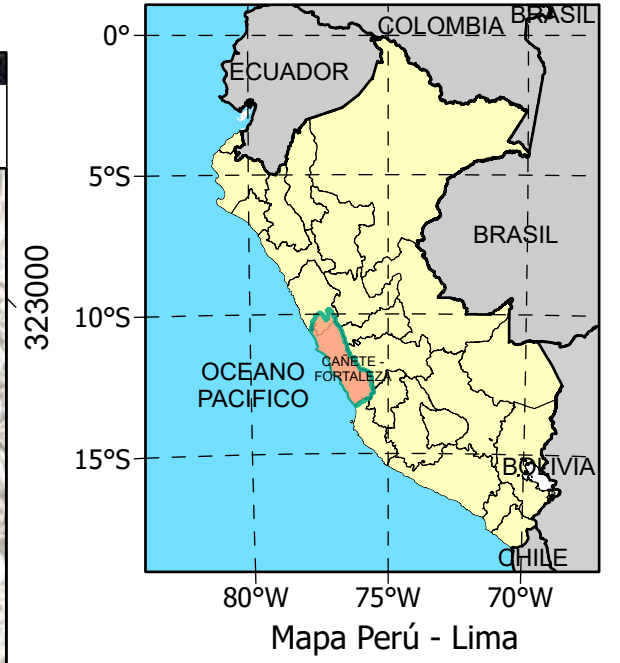 COLOMBIA
BRASIL
0°
ECUADOR
5°S
BRASIL
323000
10°S
CAÑETE -
FORTALEZA
OCEANO
PACIFICO
15°S
BOLIVIA
CHILE
80°W
75°W
70°W
Mapa Perú - Lima